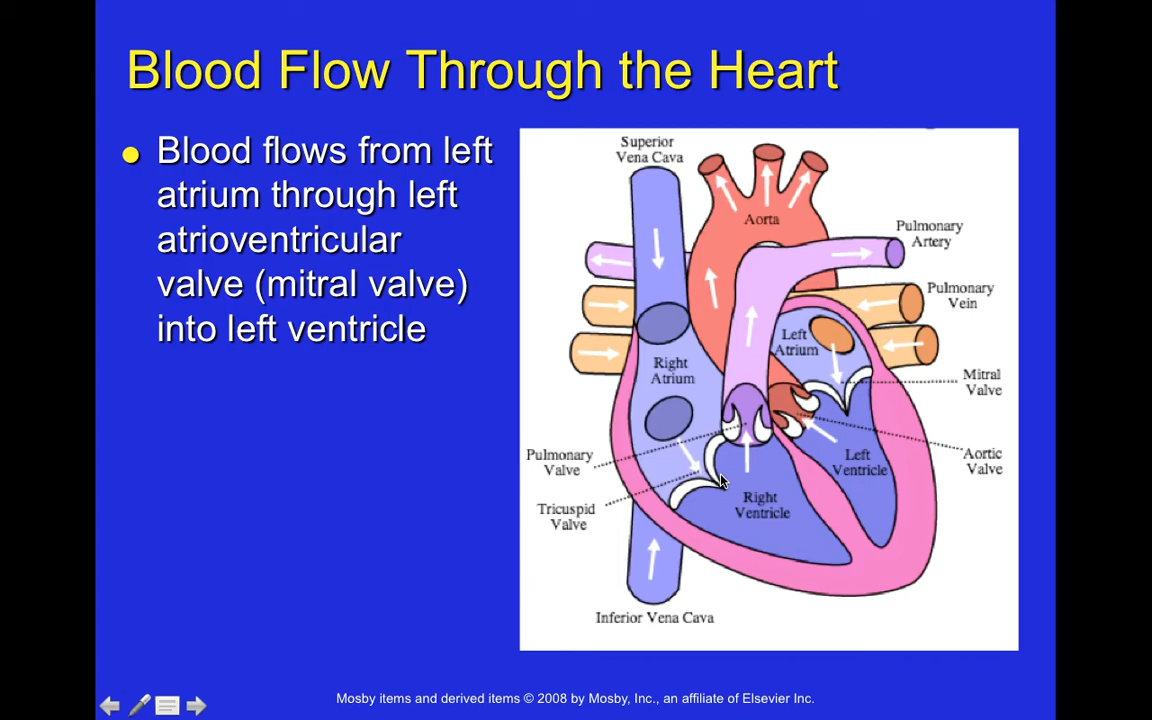 Blood Flow Through the Heart
Blood flows from left
atrium through left
atrioventricular
valve (mitral valve)
into left ventricle
Superior
Vena Cava
Aorta
Pulmonary
Artery
Pulmonary
Vein
Left
Atrium
Right
Atrium
Mitral
Valve
Pulmonary
Valve
Left
Ventricle
Aortic
Valve
Tricuspid
Valve
Right
Ventricle
Inferior Vena Cava
Mosby items and derived items © 2008 by Mosby, Inc., an affiliate of Elsevier Inc.